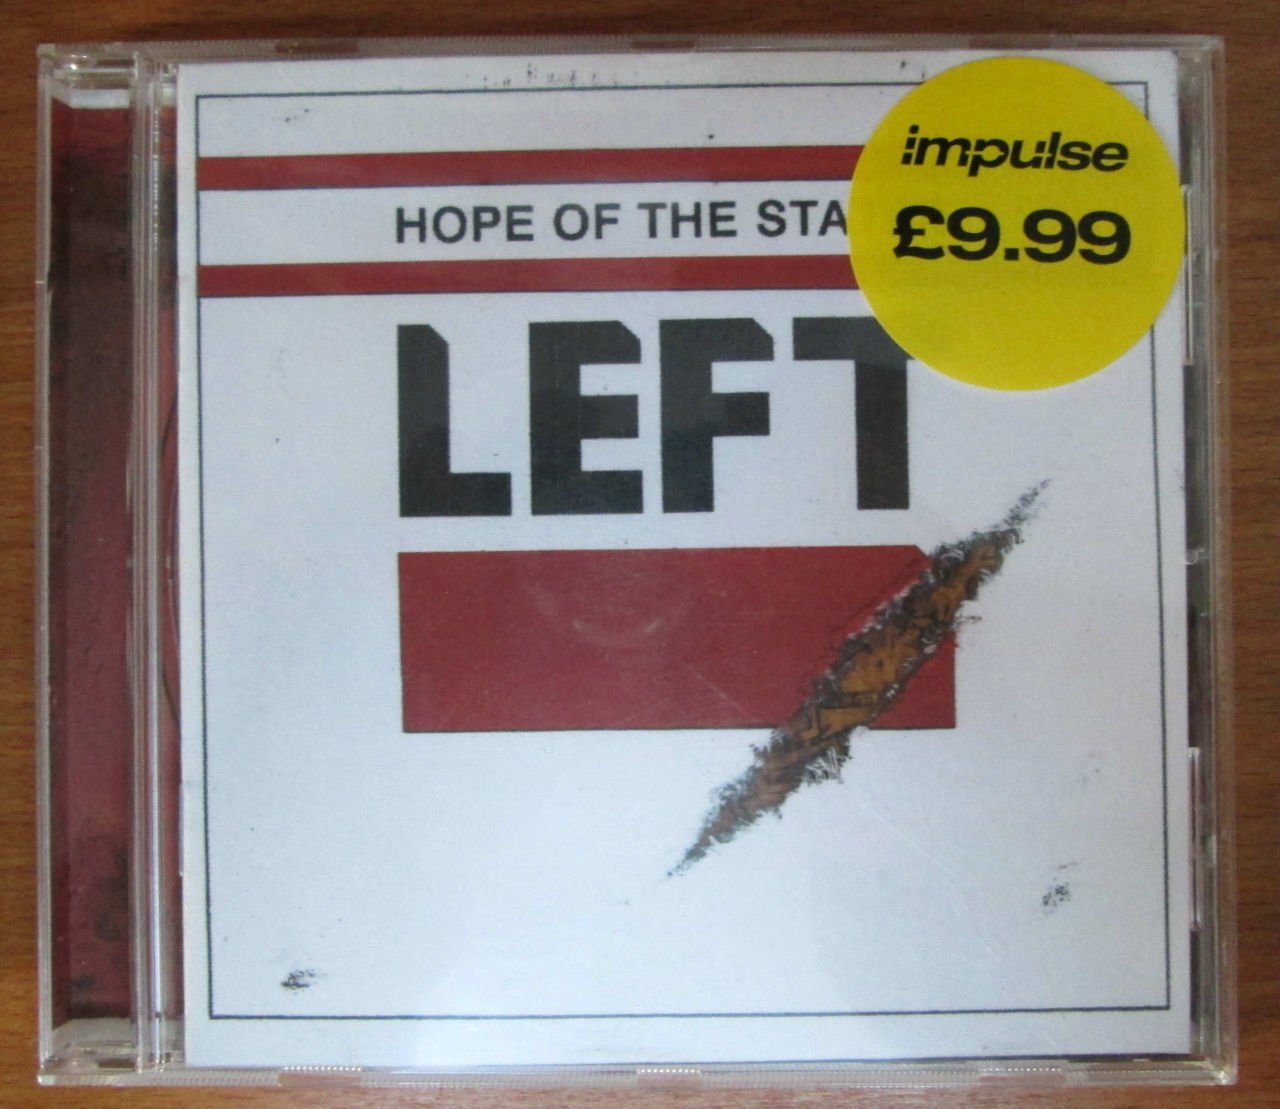 impulse
£9.99
HOPE OF THE STA
LEFT